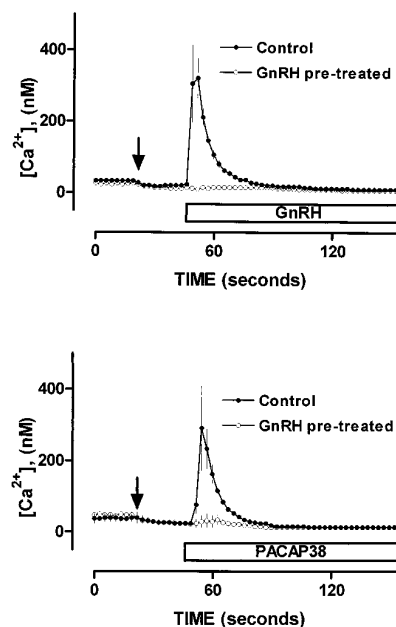 400
200
0
[Ca2+], (nM)
Control
GnRH pre-treated
GnRH
0
60
120
TIME (seconds)
400
200
0
[Ca2+], (nM)
Control
GnRH pre-treated
PACAP38
0
60
120
TIME (seconds)